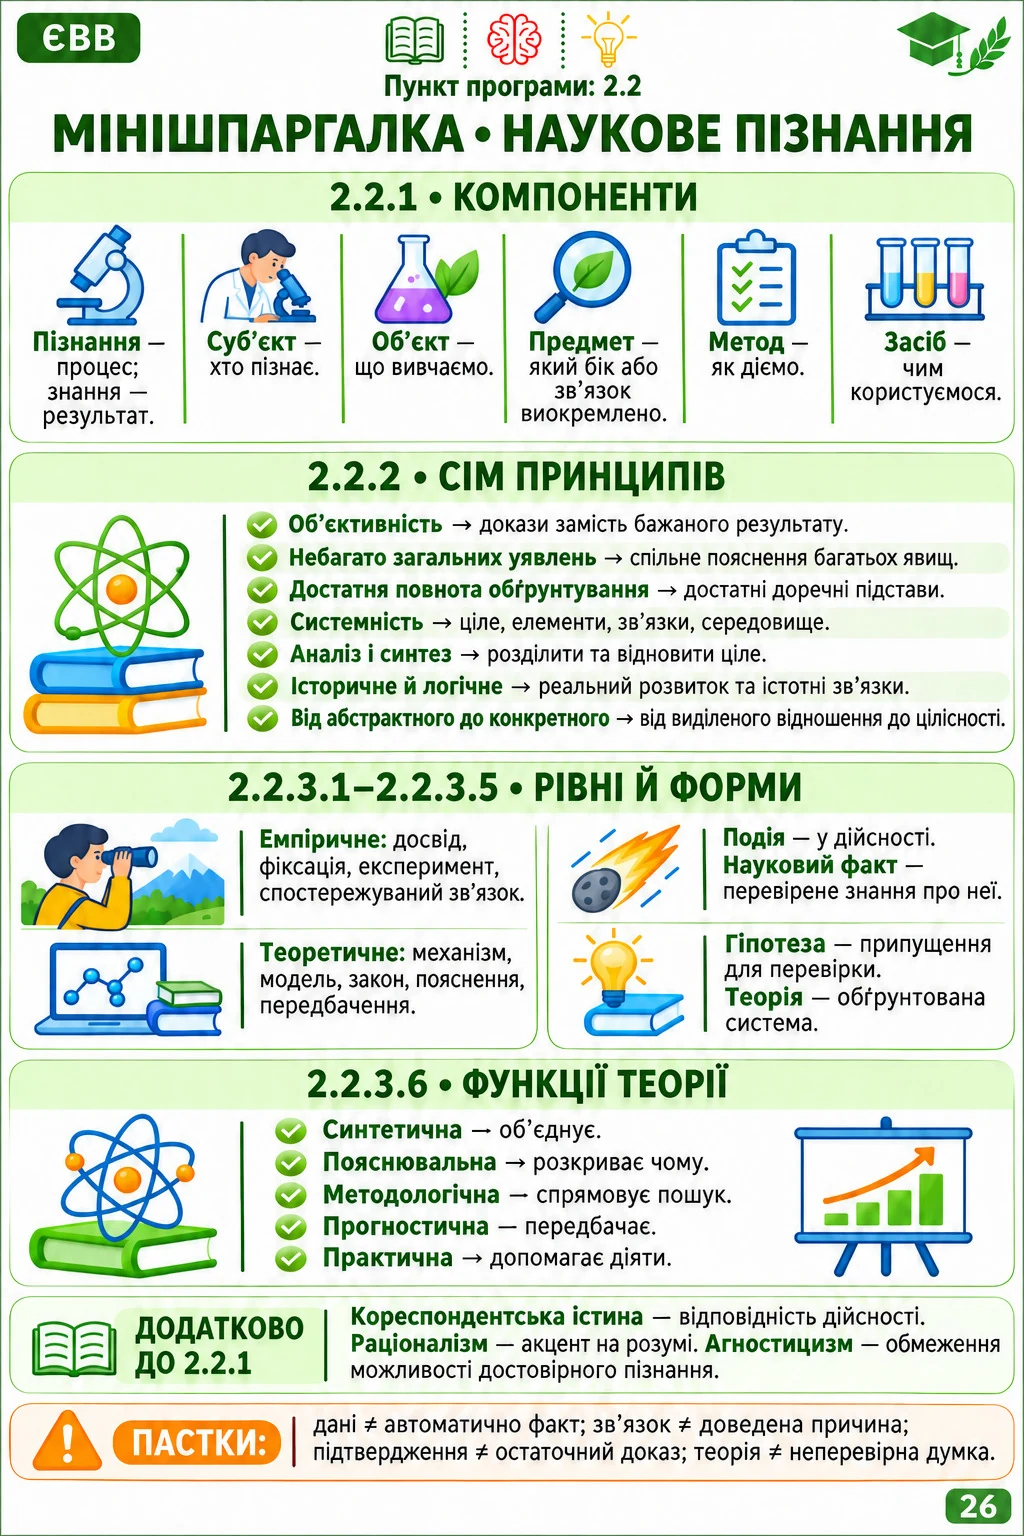 ЄВВ
Пункт програми: 2.2
МІНІШПАРГАЛКА • НАУКОВЕ ПІЗНАННЯ
2.2.1 • КОМПОНЕНТИ
Пізнання —
процес;
знання —
результат.
Суб’єкт —
хто пізнає.
Об’єкт —
що вивчаємо.
Предмет —
який бік або
зв’язок
виокремлено.
Метод —
як діємо.
Засіб —
чим
користуємося.
2.2.2 • СІМ ПРИНЦИПІВ
Об’єктивність → докази замість бажаного результату.
Небагато загальних уявлень → спільне пояснення багатьох явищ.
Достатня повнота обґрунтування → достатні доречні підстави.
Системність → ціле, елементи, зв’язки, середовище.
Аналіз і синтез → розділити та відновити ціле.
Історичне й логічне → реальний розвиток та істотні зв’язки.
Від абстрактного до конкретного → від виділеного відношення до цілісності.
2.2.3.1–2.2.3.5 • РІВНІ Й ФОРМИ
Емпіричне: досвід,
фіксація, експеримент,
спостережуваний зв’язок.
Теоретичне: механізм,
модель, закон, пояснення,
передбачення.
Подія — у дійсності.
Науковий факт —
перевірене знання про неї.
Гіпотеза — припущення
для перевірки.
Теорія — обґрунтована
система.
2.2.3.6 • ФУНКЦІЇ ТЕОРІЇ
Синтетична → об’єднує.
Пояснювальна → розкриває чому.
Методологічна → спрямовує пошук.
Прогностична — передбачає.
Практична → допомагає діяти.
ДОДАТКОВО
ДО 2.2.1
Кореспондентська істина — відповідність дійсності.
Раціоналізм — акцент на розумі. Агностицизм — обмеження
можливості достовірного пізнання.
ПАСТКИ:
дані ≠ автоматично факт; зв’язок ≠ доведена причина;
підтвердження ≠ остаточний доказ; теорія ≠ неперевірна думка.
26